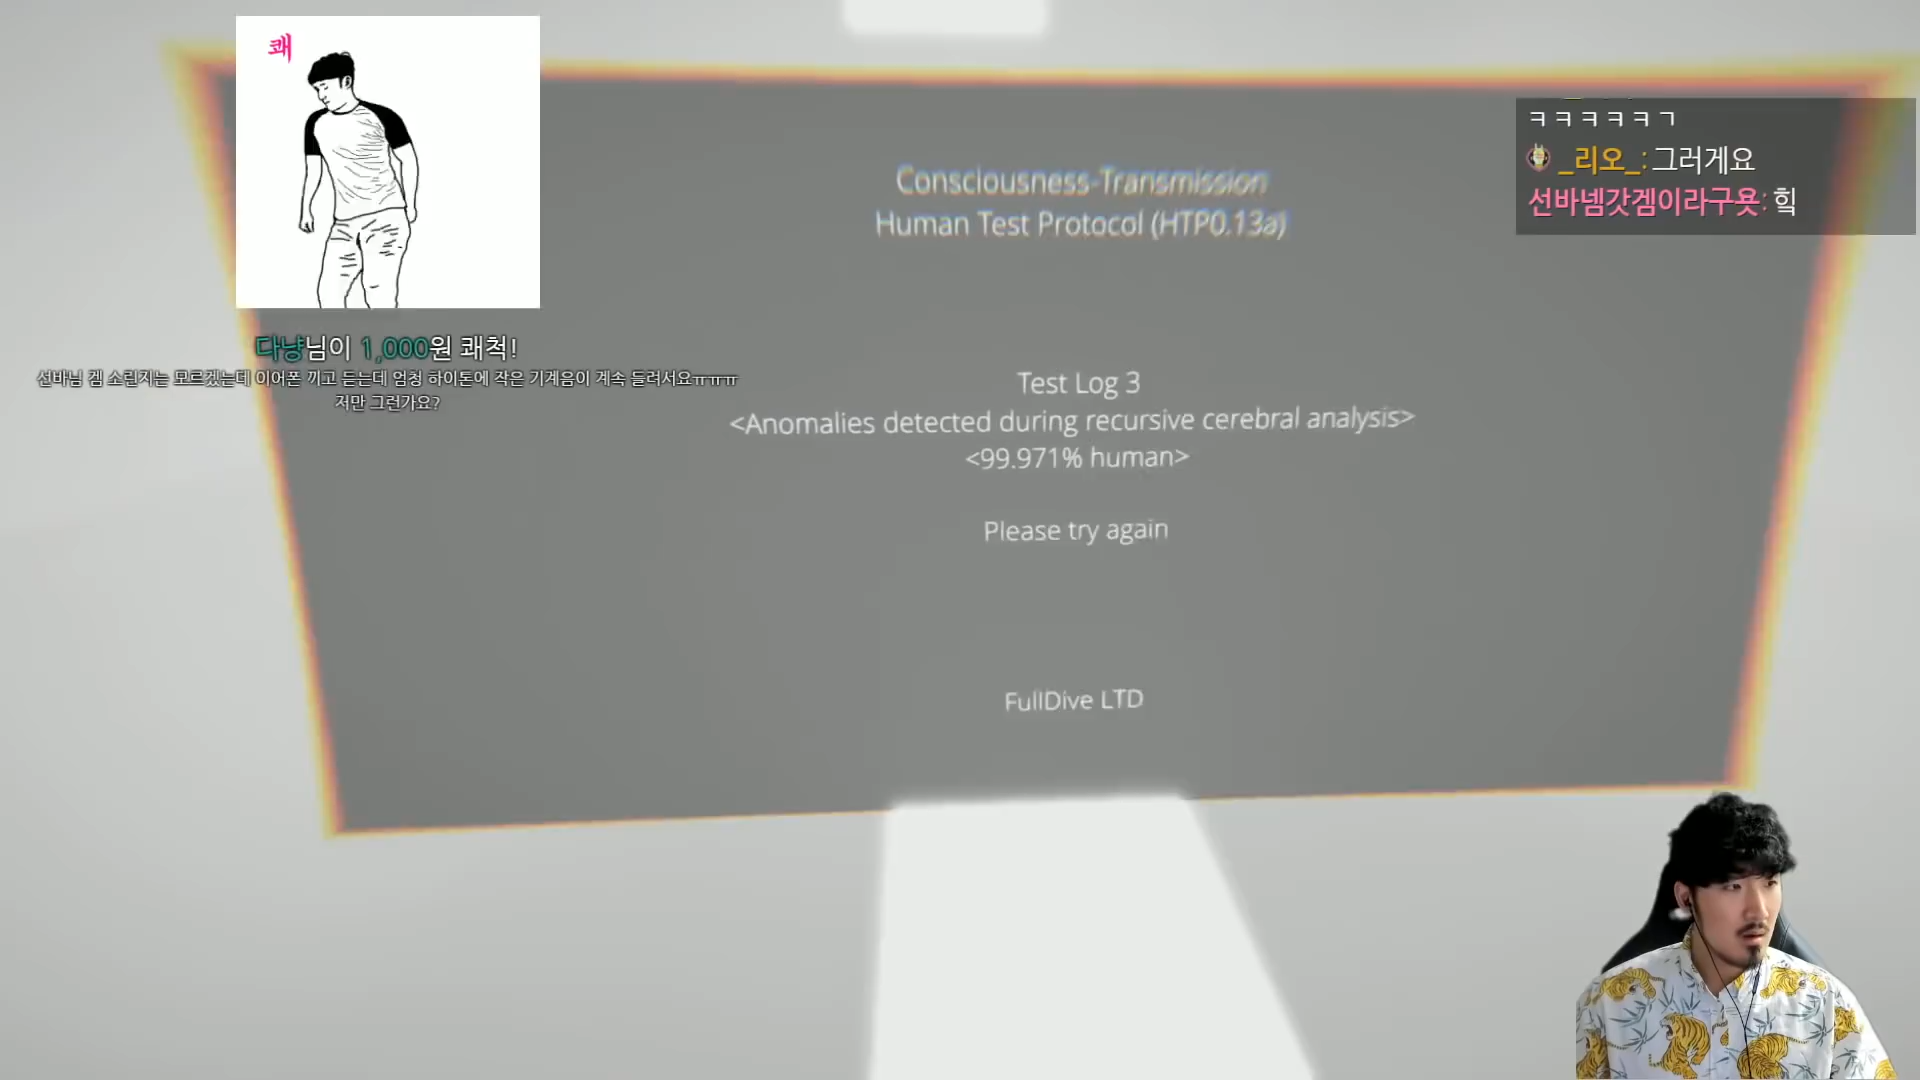 쾌
다냥님이 1,000원 쾌척!
선바님 겜 소린지는 모르겠는데 이어폰 끼고 듣는데 엄청 하이톤에 작은 기계음이 계속 들려서요ㅠㅠㅠ
저만 그런가요?
Consciousness-Transmission
Human Test Protocol (HTP0.13a)
Test Log 3
<Anomalies detected during recursive cerebral analysis>
<99.971% human>
Please try again
FullDive LTD
ㅋㅋㅋㅋㅋㄱ
_리오_: 그러게요
선바넴갓겜이라구욧: 힠